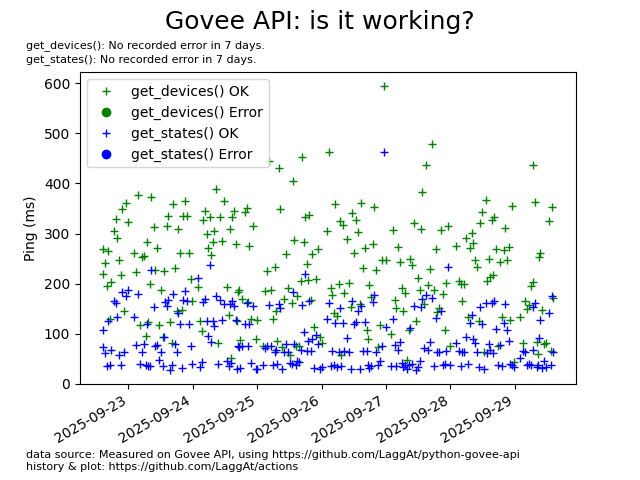 Govee API: is it working?
get_devices(): No recorded error in 7 days.
get_states(): No recorded error in 7 days.
get_devices() OK
get_devices() Error
get_states() OK
get_states() Error
Ping (ms)
600
500
400
300
200
100
0
2025-09-23
2025-09-24
2025-09-25
2025-09-26
2025-09-27
2025-09-28
2025-09-29
data source: Measured on Govee API, using https://github.com/LaggAt/python-govee-api
history & plot: https://github.com/LaggAt/actions